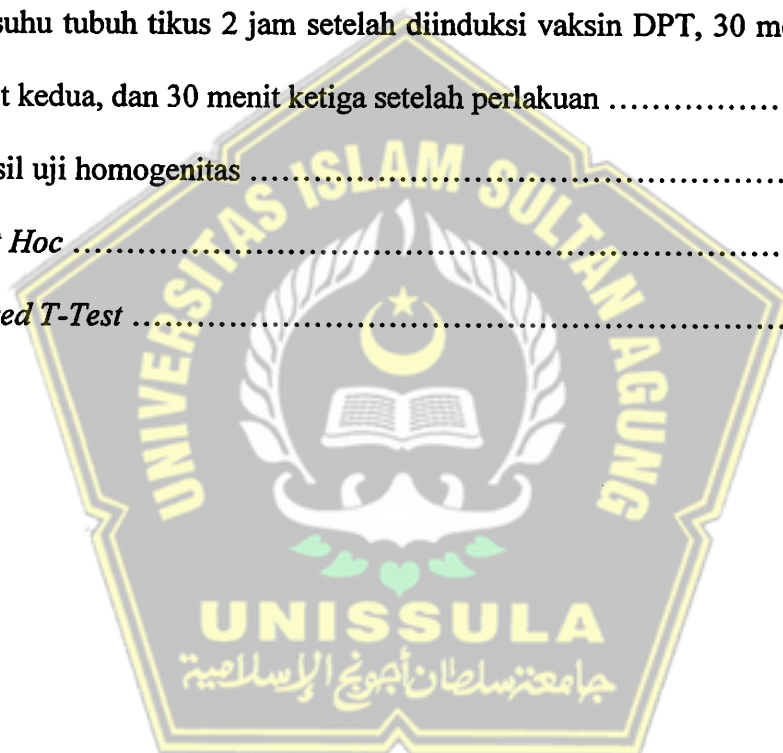 suhu tubuh tikus 2 jam setelah diinduksi vaksin DPT, 30 me
t kedua, dan 30 menit ketiga setelah perlakuan ..................
sil uji homogenitas ..........................................................
Hoc ................................................................................
ed T-Test ........................................................................
UNIVERSITAS ISLAM SULTAN AGUNG
UNISSULA
جامعة سلطان أجونج الإسلامية